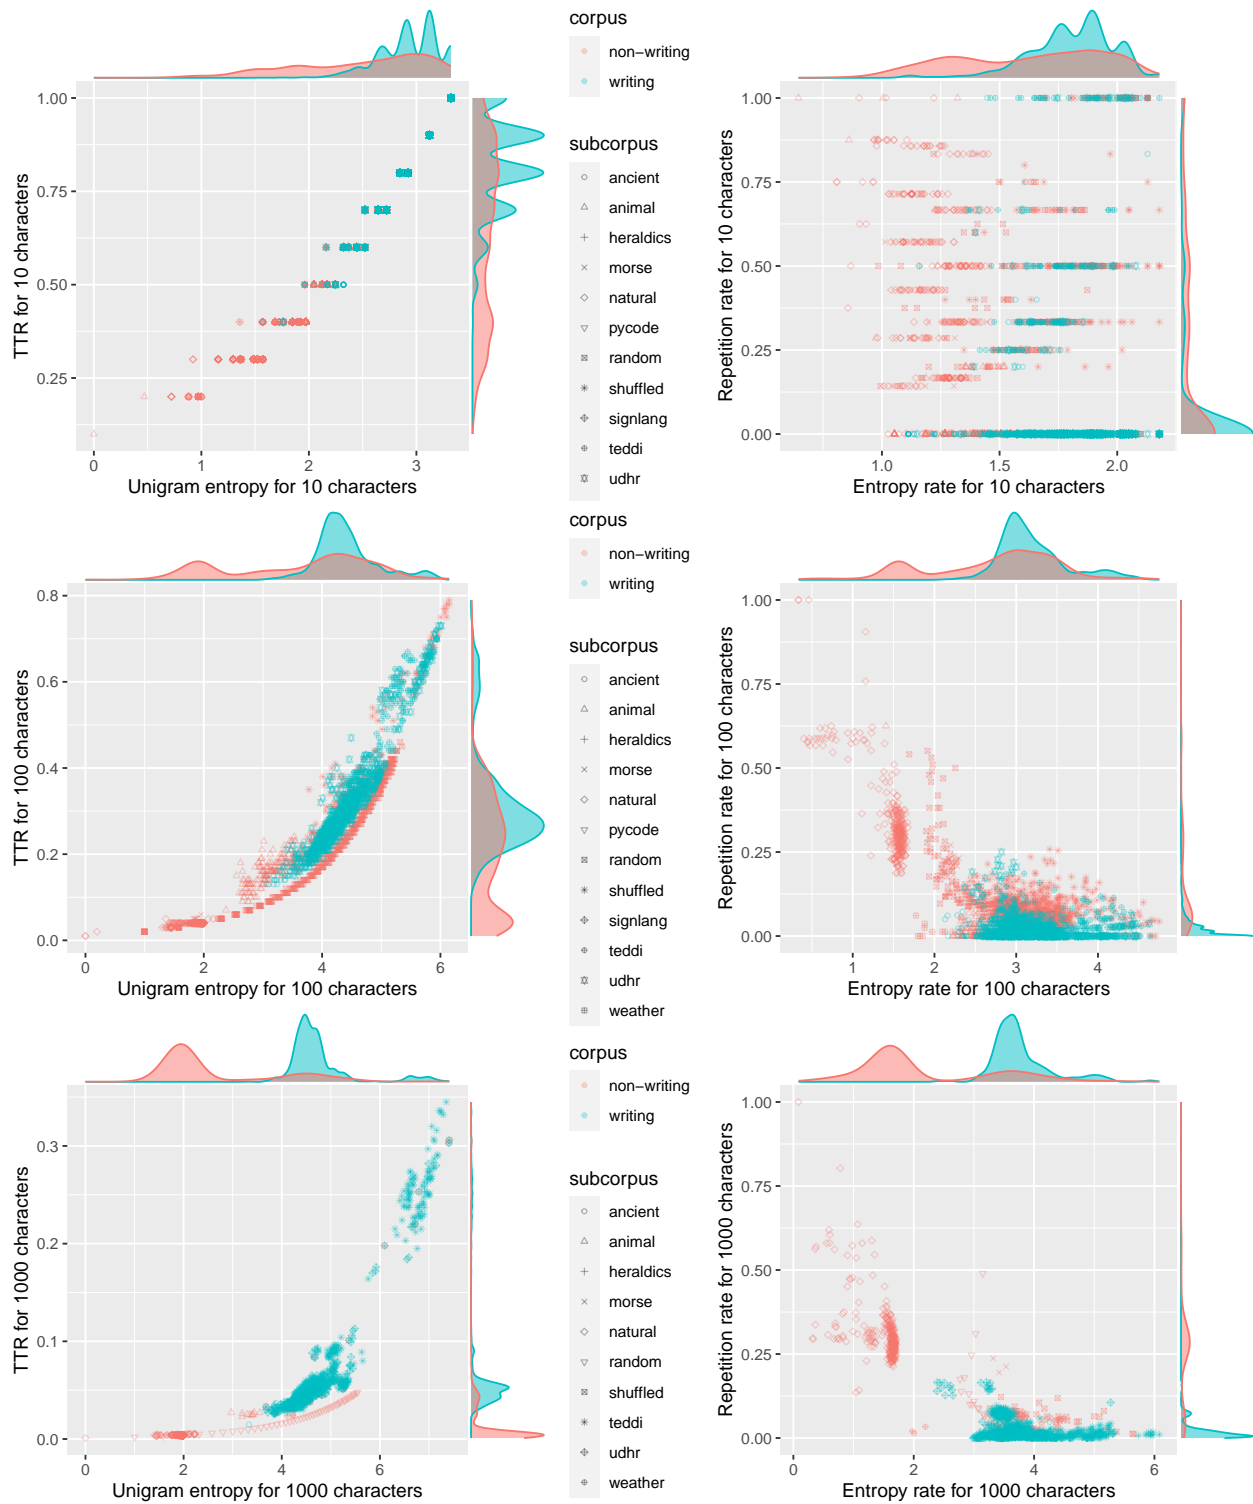 corpus
non−writing
writing
subcorpus
ancient
animal
heraldics
morse
natural
pycode
random
shuffled
signlang
teddi
udhr
TTR for 10 characters
1.00
0.75
0.50
0.25
0
1
2
3
Unigram entropy for 10 characters
Repetition rate for 10 characters
1.00
0.75
0.50
0.25
0.00
1.0
1.5
2.0
Entropy rate for 10 characters
corpus
non−writing
writing
subcorpus
ancient
animal
heraldics
morse
natural
pycode
random
shuffled
signlang
teddi
udhr
weather
TTR for 100 characters
0.8
0.6
0.4
0.2
0.0
0
2
4
6
Unigram entropy for 100 characters
Repetition rate for 100 characters
1.00
0.75
0.50
0.25
0.00
1
2
3
4
Entropy rate for 100 characters
corpus
non−writing
writing
subcorpus
ancient
animal
heraldics
morse
natural
random
shuffled
teddi
udhr
weather
TTR for 1000 characters
0.3
0.2
0.1
0.0
0
2
4
6
Unigram entropy for 1000 characters
Repetition rate for 1000 characters
1.00
0.75
0.50
0.25
0.00
0
2
4
6
Entropy rate for 1000 characters